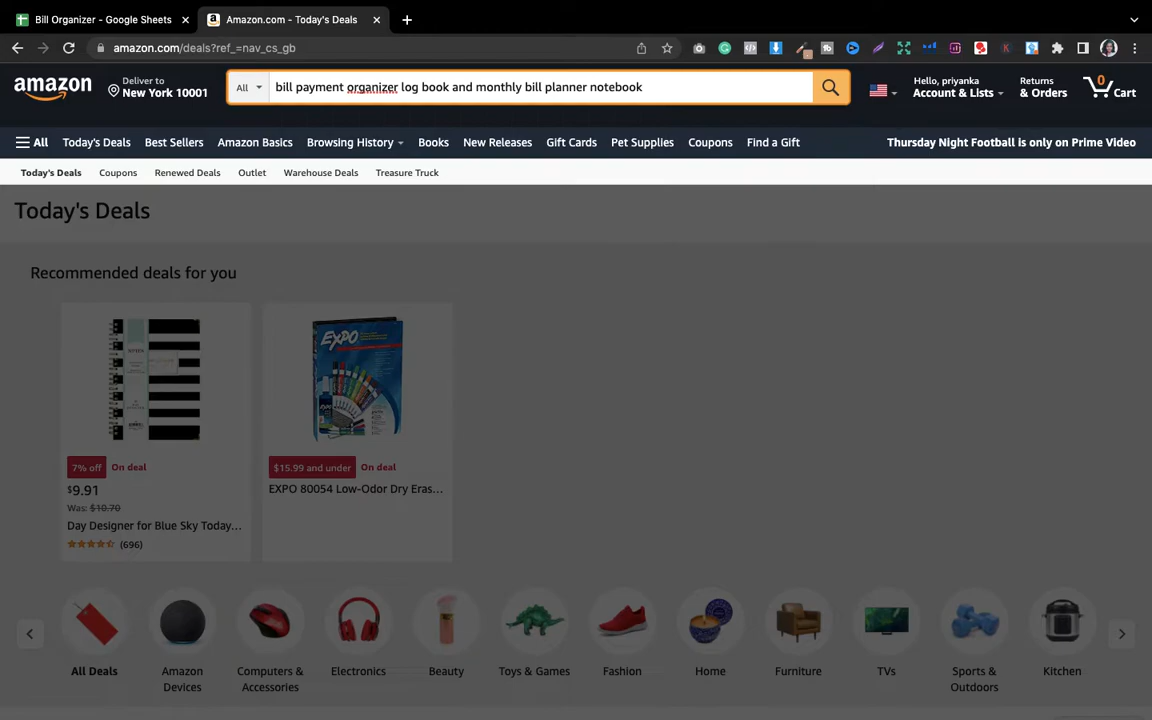 Bill Organizer - Google Sheets
Amazon.com - Today's Deals
amazon.com/deals?ref_=nav_cs_gb
amazon
Deliver to
New York 10001
All
bill payment organizer log book and monthly bill planner notebook
Hello, priyanka
Account & Lists
Returns
& Orders
0
Cart
All
Today's Deals
Best Sellers
Amazon Basics
Browsing History
Books
New Releases
Gift Cards
Pet Supplies
Coupons
Find a Gift
Thursday Night Football is only on Prime Video
Today's Deals
Coupons
Renewed Deals
Outlet
Warehouse Deals
Treasure Truck
Today's Deals
Recommended deals for you
EXPO
7% off
On deal
$15.99 and under
On deal
$9.91
Was: $10.70
Day Designer for Blue Sky Today...
(696)
EXPO 80054 Low-Odor Dry Eras...
All Deals
Amazon
Devices
Computers &
Accessories
Electronics
Beauty
Toys & Games
Fashion
Home
Furniture
TVs
Sports &
Outdoors
Kitchen